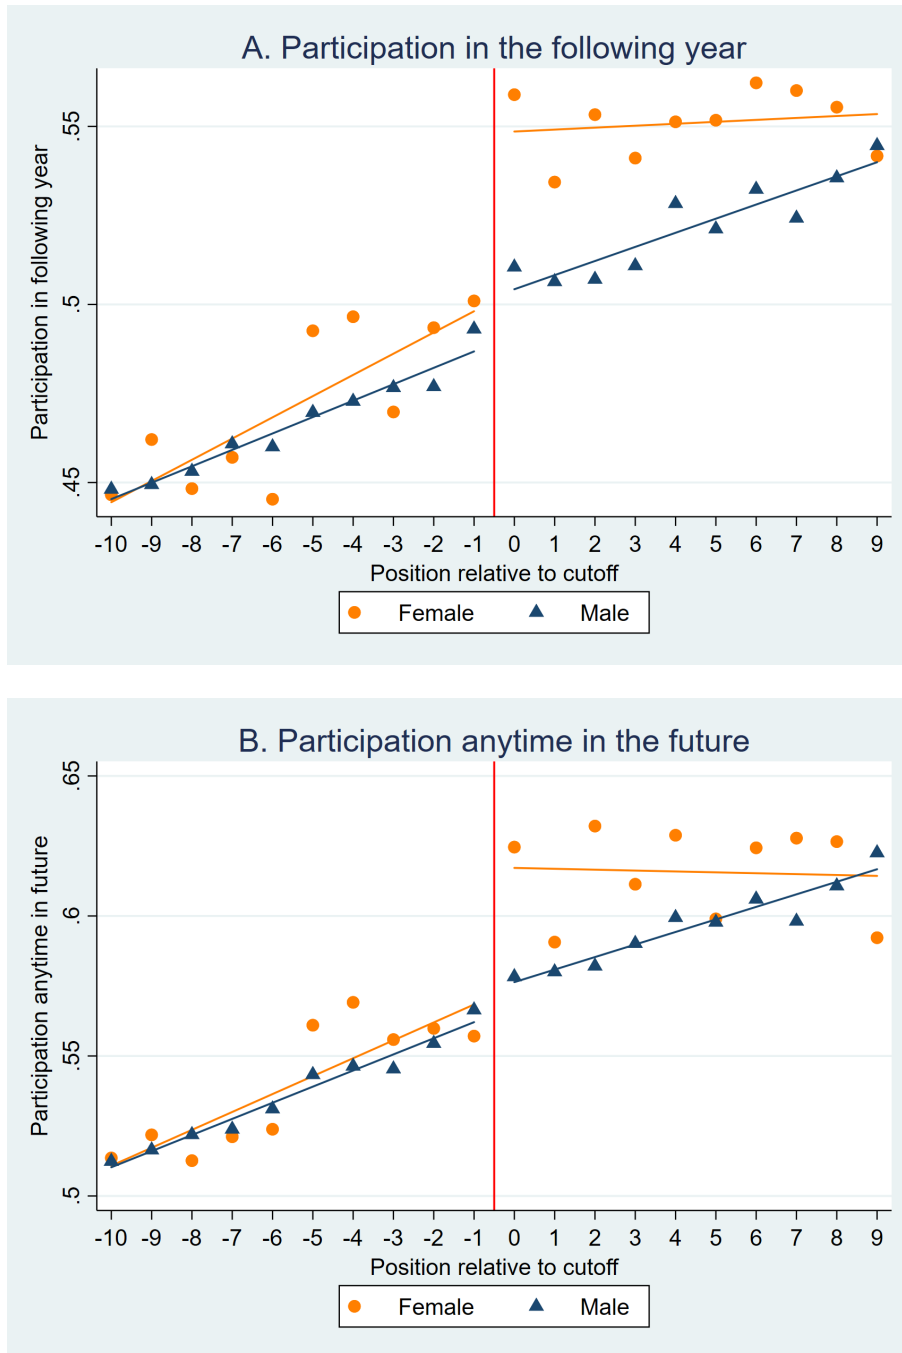 A. Participation in the following year
Participation in following year
.55
.5
.45
-10 -9 -8 -7 -6 -5 -4 -3 -2 -1 0 1 2 3 4 5 6 7 8 9
Position relative to cutoff
Female Male
B. Participation anytime in the future
Participation anytime in future
.65
.6
.55
.5
-10 -9 -8 -7 -6 -5 -4 -3 -2 -1 0 1 2 3 4 5 6 7 8 9
Position relative to cutoff
Female Male